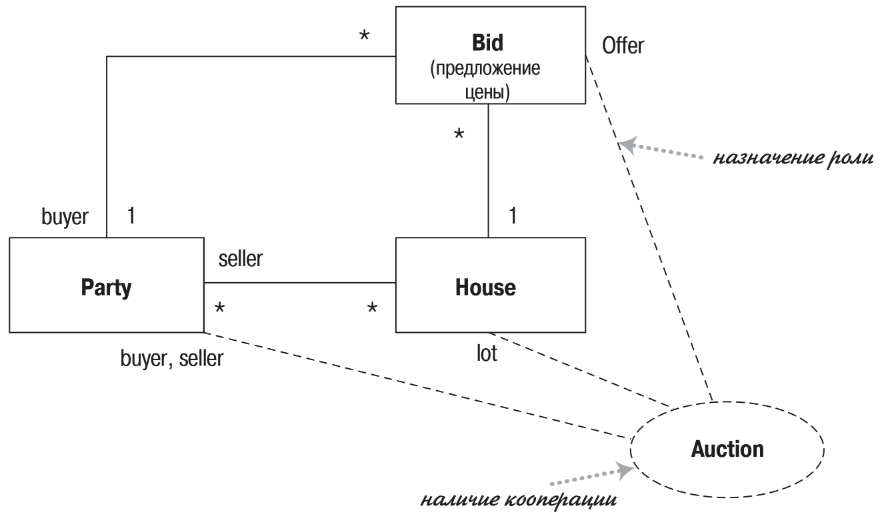 *
Bid
(предложение
цены)
Offer
*
назначение роли
buyer
1
1
Party
seller
*
*
House
buyer, seller
lot
Auction
наличие кооперации